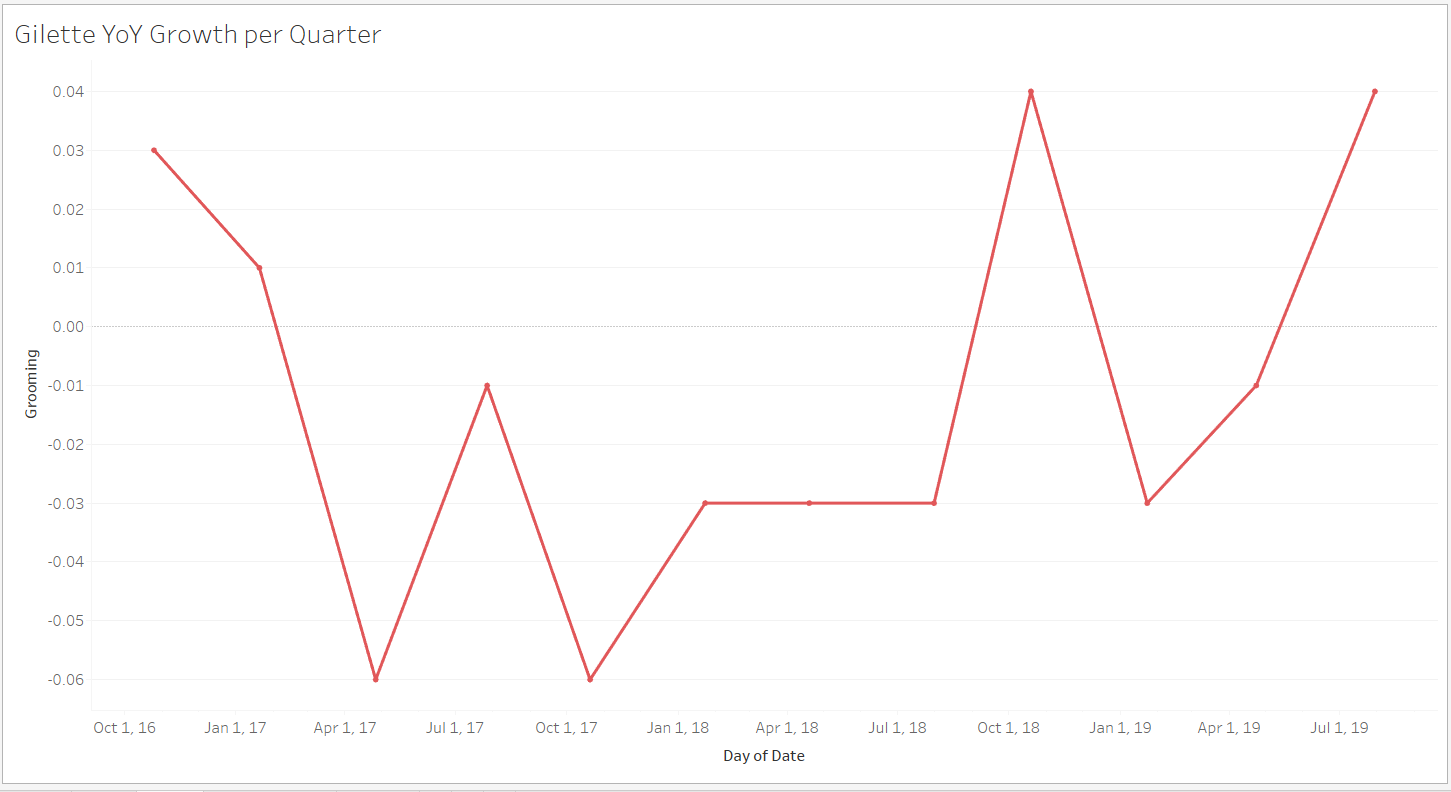 Gilette YoY Growth per Quarter
0.04
0.03
0.02
0.01
0.00
-0.01
-0.02
-0.03
-0.04
-0.05
-0.06
Grooming
Oct 1, 16 Jan 1, 17 Apr 1, 17 Jul 1, 17 Oct 1, 17 Jan 1, 18 Apr 1, 18 Jul 1, 18 Oct 1, 18 Jan 1, 19 Apr 1, 19 Jul 1, 19
Day of Date